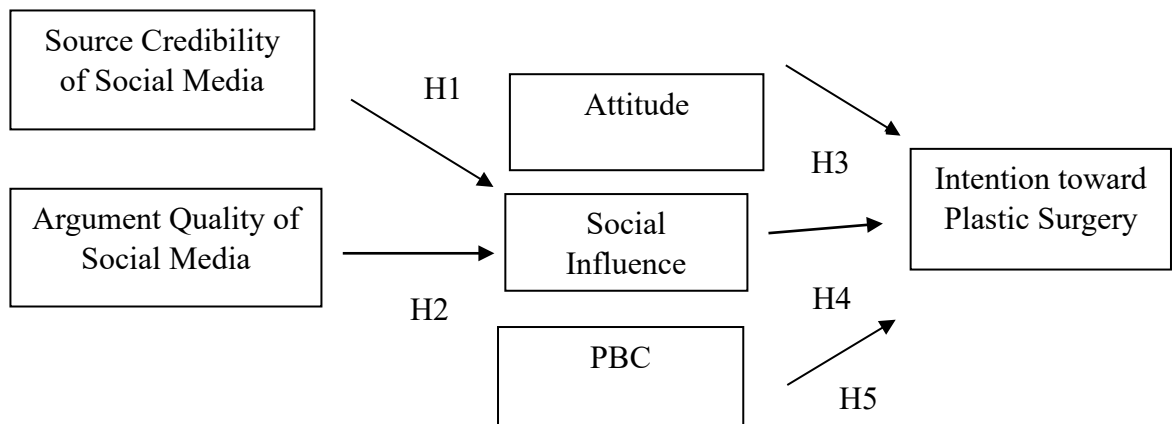 Source Credibility
of Social Media
H1
Attitude
H3
Intention toward
Plastic Surgery
Argument Quality of
Social Media
H2
Social
Influence
H4
PBC
H5